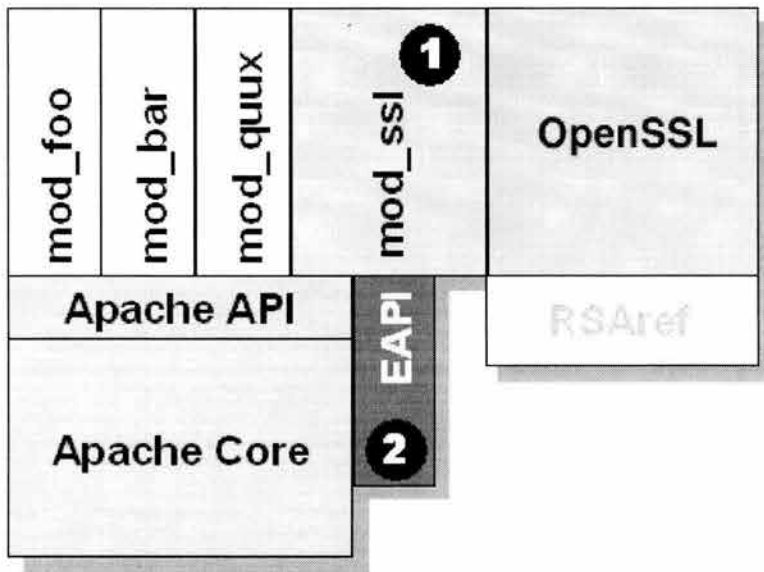 mod_foo
mod_bar
mod_quux
mod_ssl
1
OpenSSL
Apache API
EAPI
RSAref
Apache Core
2